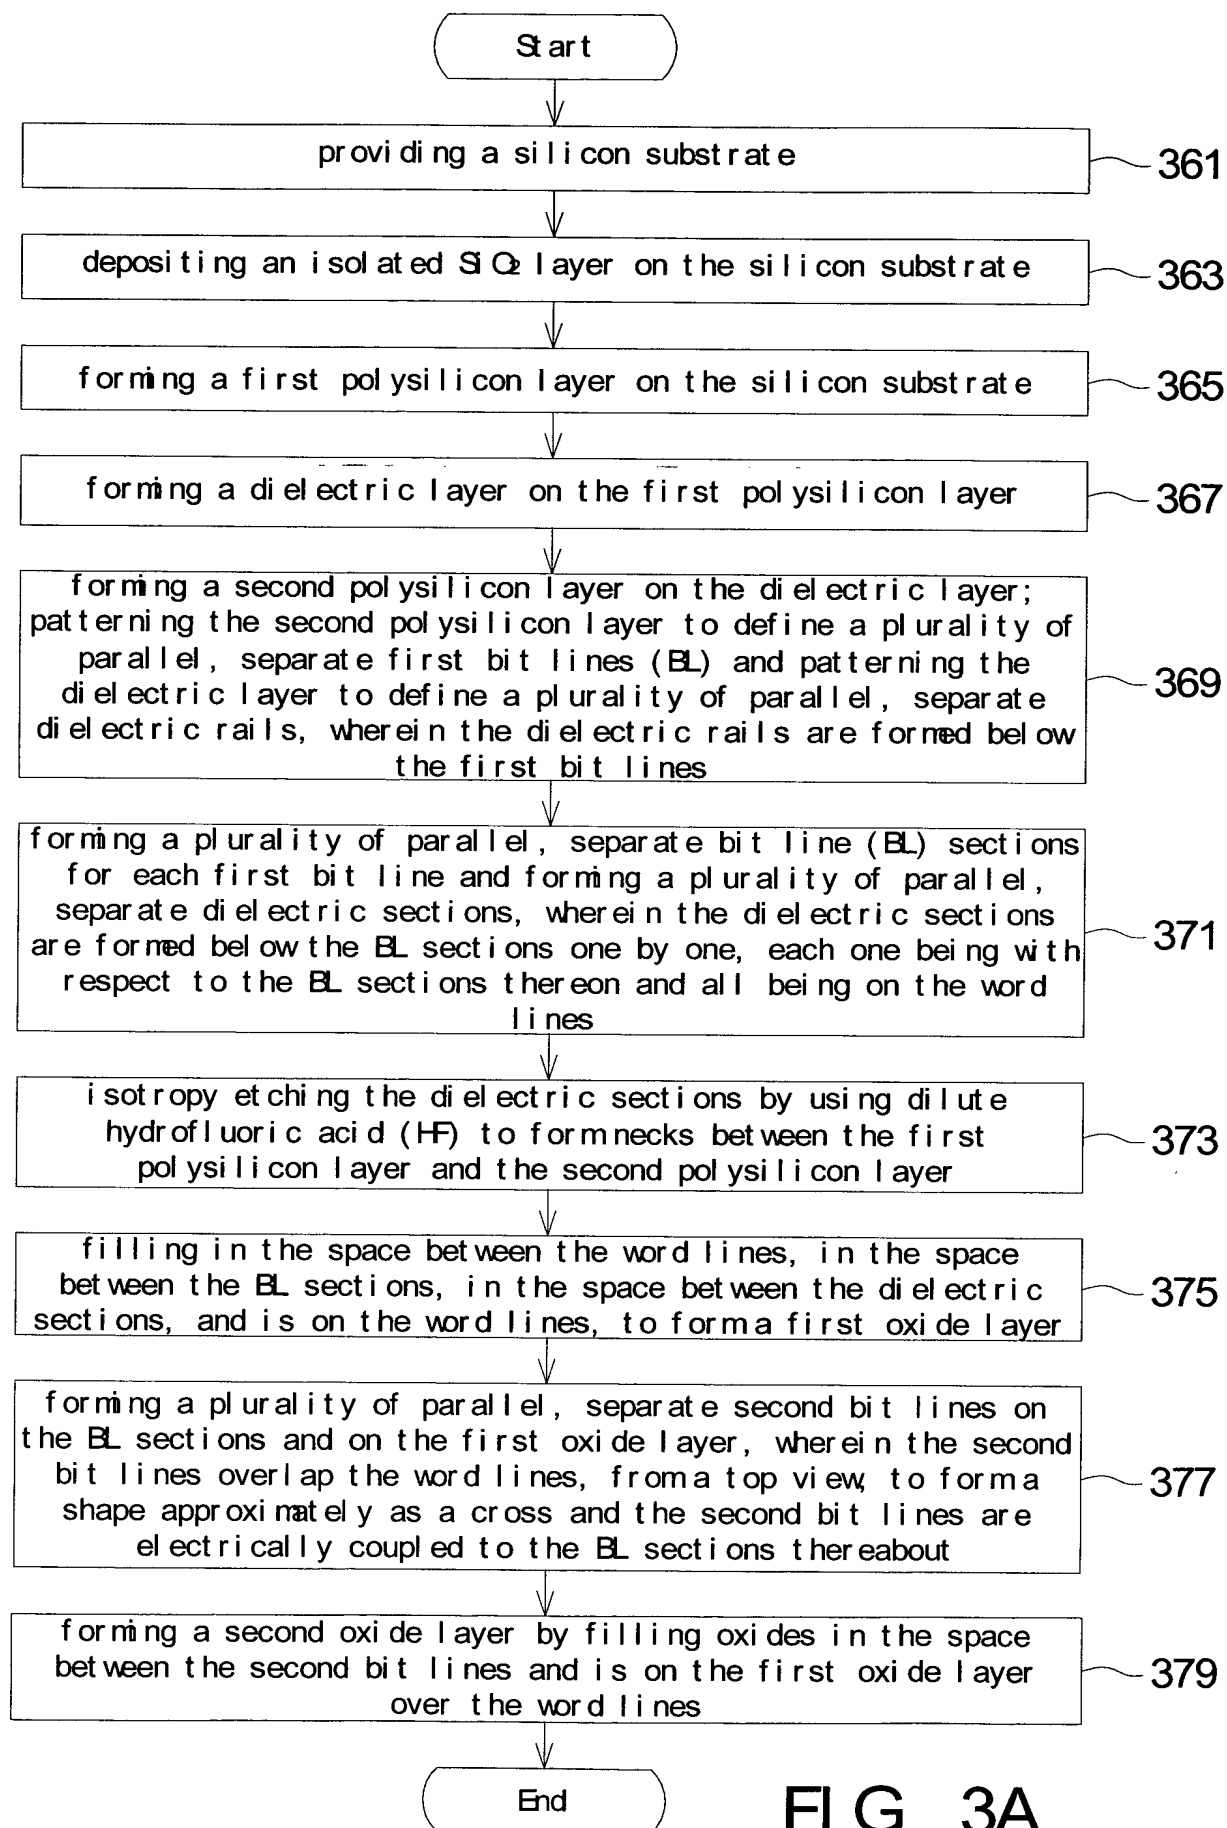 Start
providing a silicon substrate
361
depositing an isolated SiO2 layer on the silicon substrate
363
forming a first polysilicon layer on the silicon substrate
365
forming a dielectric layer on the first polysilicon layer
367
forming a second polysilicon layer on the dielectric layer;
patterning the second polysilicon layer to define a plurality of
parallel, separate first bit lines (BL) and patterning the
dielectric layer to define a plurality of parallel, separate
dielectric rails, wherein the dielectric rails are formed below
the first bit lines
369
forming a plurality of parallel, separate bit line (BL) sections
for each first bit line and forming a plurality of parallel,
separate dielectric sections, wherein the dielectric sections
are formed below the BL sections one by one, each one being with
respect to the BL sections thereon and all being on the word
lines
371
isotropy etching the dielectric sections by using dilute
hydrofluoric acid (HF) to form necks between the first
polysilicon layer and the second polysilicon layer
373
filling in the space between the word lines, in the space
between the BL sections, in the space between the dielectric
sections, and is on the word lines, to form a first oxide layer
375
forming a plurality of parallel, separate second bit lines on
the BL sections and on the first oxide layer, wherein the second
bit lines overlap the word lines, from a top view, to form a
shape approximately as a cross and the second bit lines are
electrically coupled to the BL sections thereabout
377
forming a second oxide layer by filling oxides in the space
between the second bit lines and is on the first oxide layer
over the word lines
379
End
FIG 3A